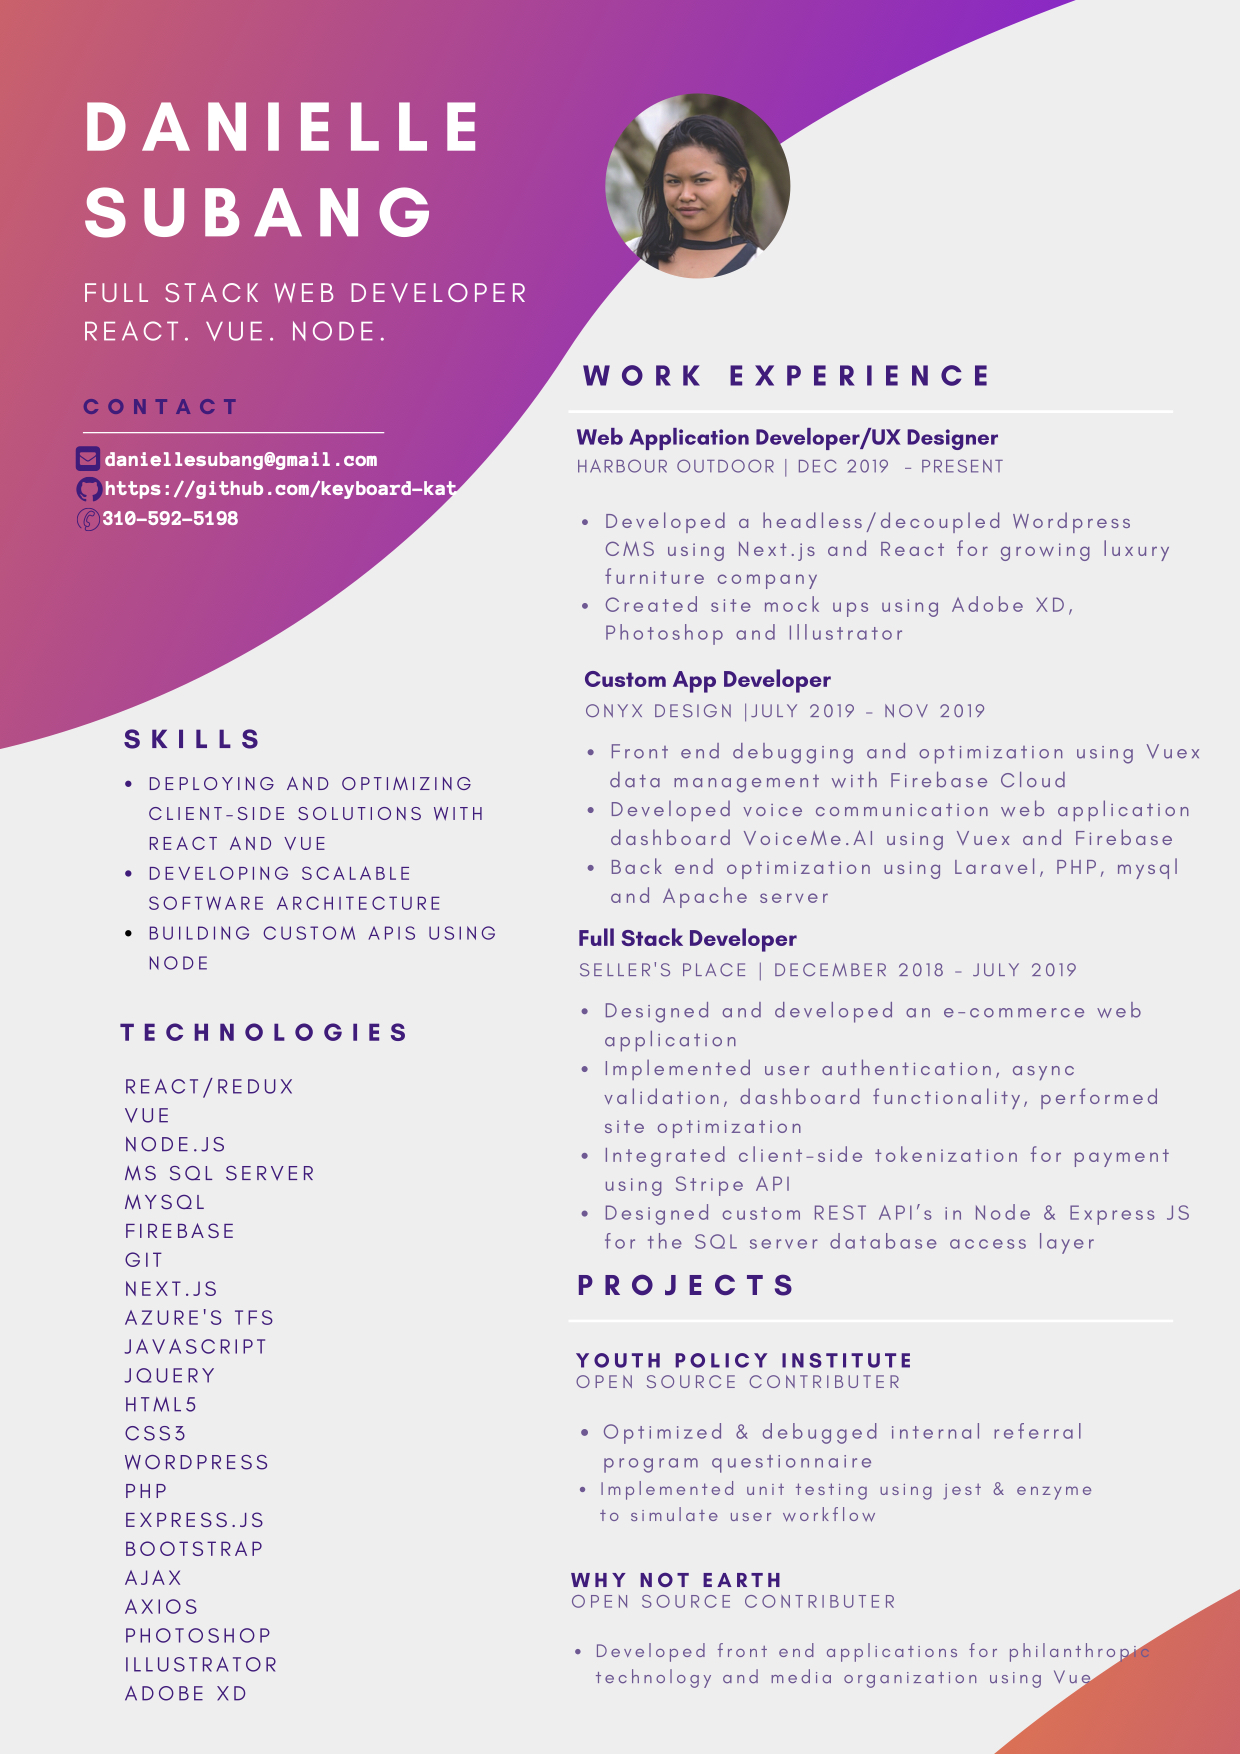 DANIELLE
SUBANG
FULL STACK WEB DEVELOPER
REACT. VUE. NODE.
CONTACT
daniellesubang@gmail.com
https://github.com/keyboard-kat
310-592-5198
SKILLS
• DEPLOYING AND OPTIMIZING
CLIENT-SIDE SOLUTIONS WITH
REACT AND VUE
• DEVELOPING SCALABLE
SOFTWARE ARCHITECTURE
• BUILDING CUSTOM APIS USING
NODE
TECHNOLOGIES
REACT/REDUX
VUE
NODE.JS
MS SQL SERVER
MYSQL
FIREBASE
GIT
NEXT.JS
AZURE'S TFS
JAVASCRIPT
JQUERY
HTML5
CSS3
WORDPRESS
PHP
EXPRESS.JS
BOOTSTRAP
AJAX
AXIOS
PHOTOSHOP
ILLUSTRATOR
ADOBE XD
WORK EXPERIENCE
Web Application Developer/UX Designer
HARBOUR OUTDOOR | DEC 2019 - PRESENT
• Developed a headless/decoupled Wordpress
CMS using Next.js and React for growing luxury
furniture company
• Created site mock ups using Adobe XD,
Photoshop and Illustrator
Custom App Developer
ONYX DESIGN |JULY 2019 - NOV 2019
• Front end debugging and optimization using Vuex
data management with Firebase Cloud
• Developed voice communication web application
dashboard VoiceMe.AI using Vuex and Firebase
• Back end optimization using Laravel, PHP, mysql
and Apache server
Full Stack Developer
SELLER'S PLACE | DECEMBER 2018 - JULY 2019
• Designed and developed an e-commerce web
application
• Implemented user authentication, async
validation, dashboard functionality, performed
site optimization
• Integrated client-side tokenization for payment
using Stripe API
• Designed custom REST API’s in Node & Express JS
for the SQL server database access layer
PROJECTS
YOUTH POLICY INSTITUTE
OPEN SOURCE CONTRIBUTER
• Optimized & debugged internal referral
program questionnaire
• Implemented unit testing using jest & enzyme
to simulate user workflow
WHY NOT EARTH
OPEN SOURCE CONTRIBUTER
• Developed front end applications for philanthropic
technology and media organization using Vue